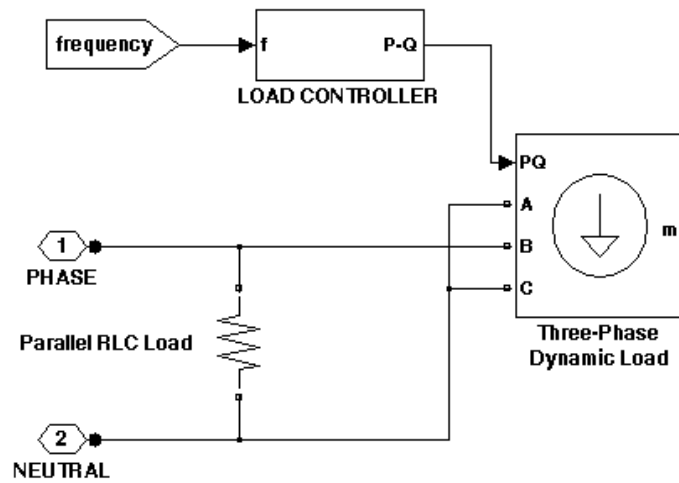 frequency
f
P-Q
LOAD CONTROLLER
PQ
A
m
1
B
PHASE
C
Parallel RLC Load
Three-Phase
Dynamic Load
2
NEUTRAL